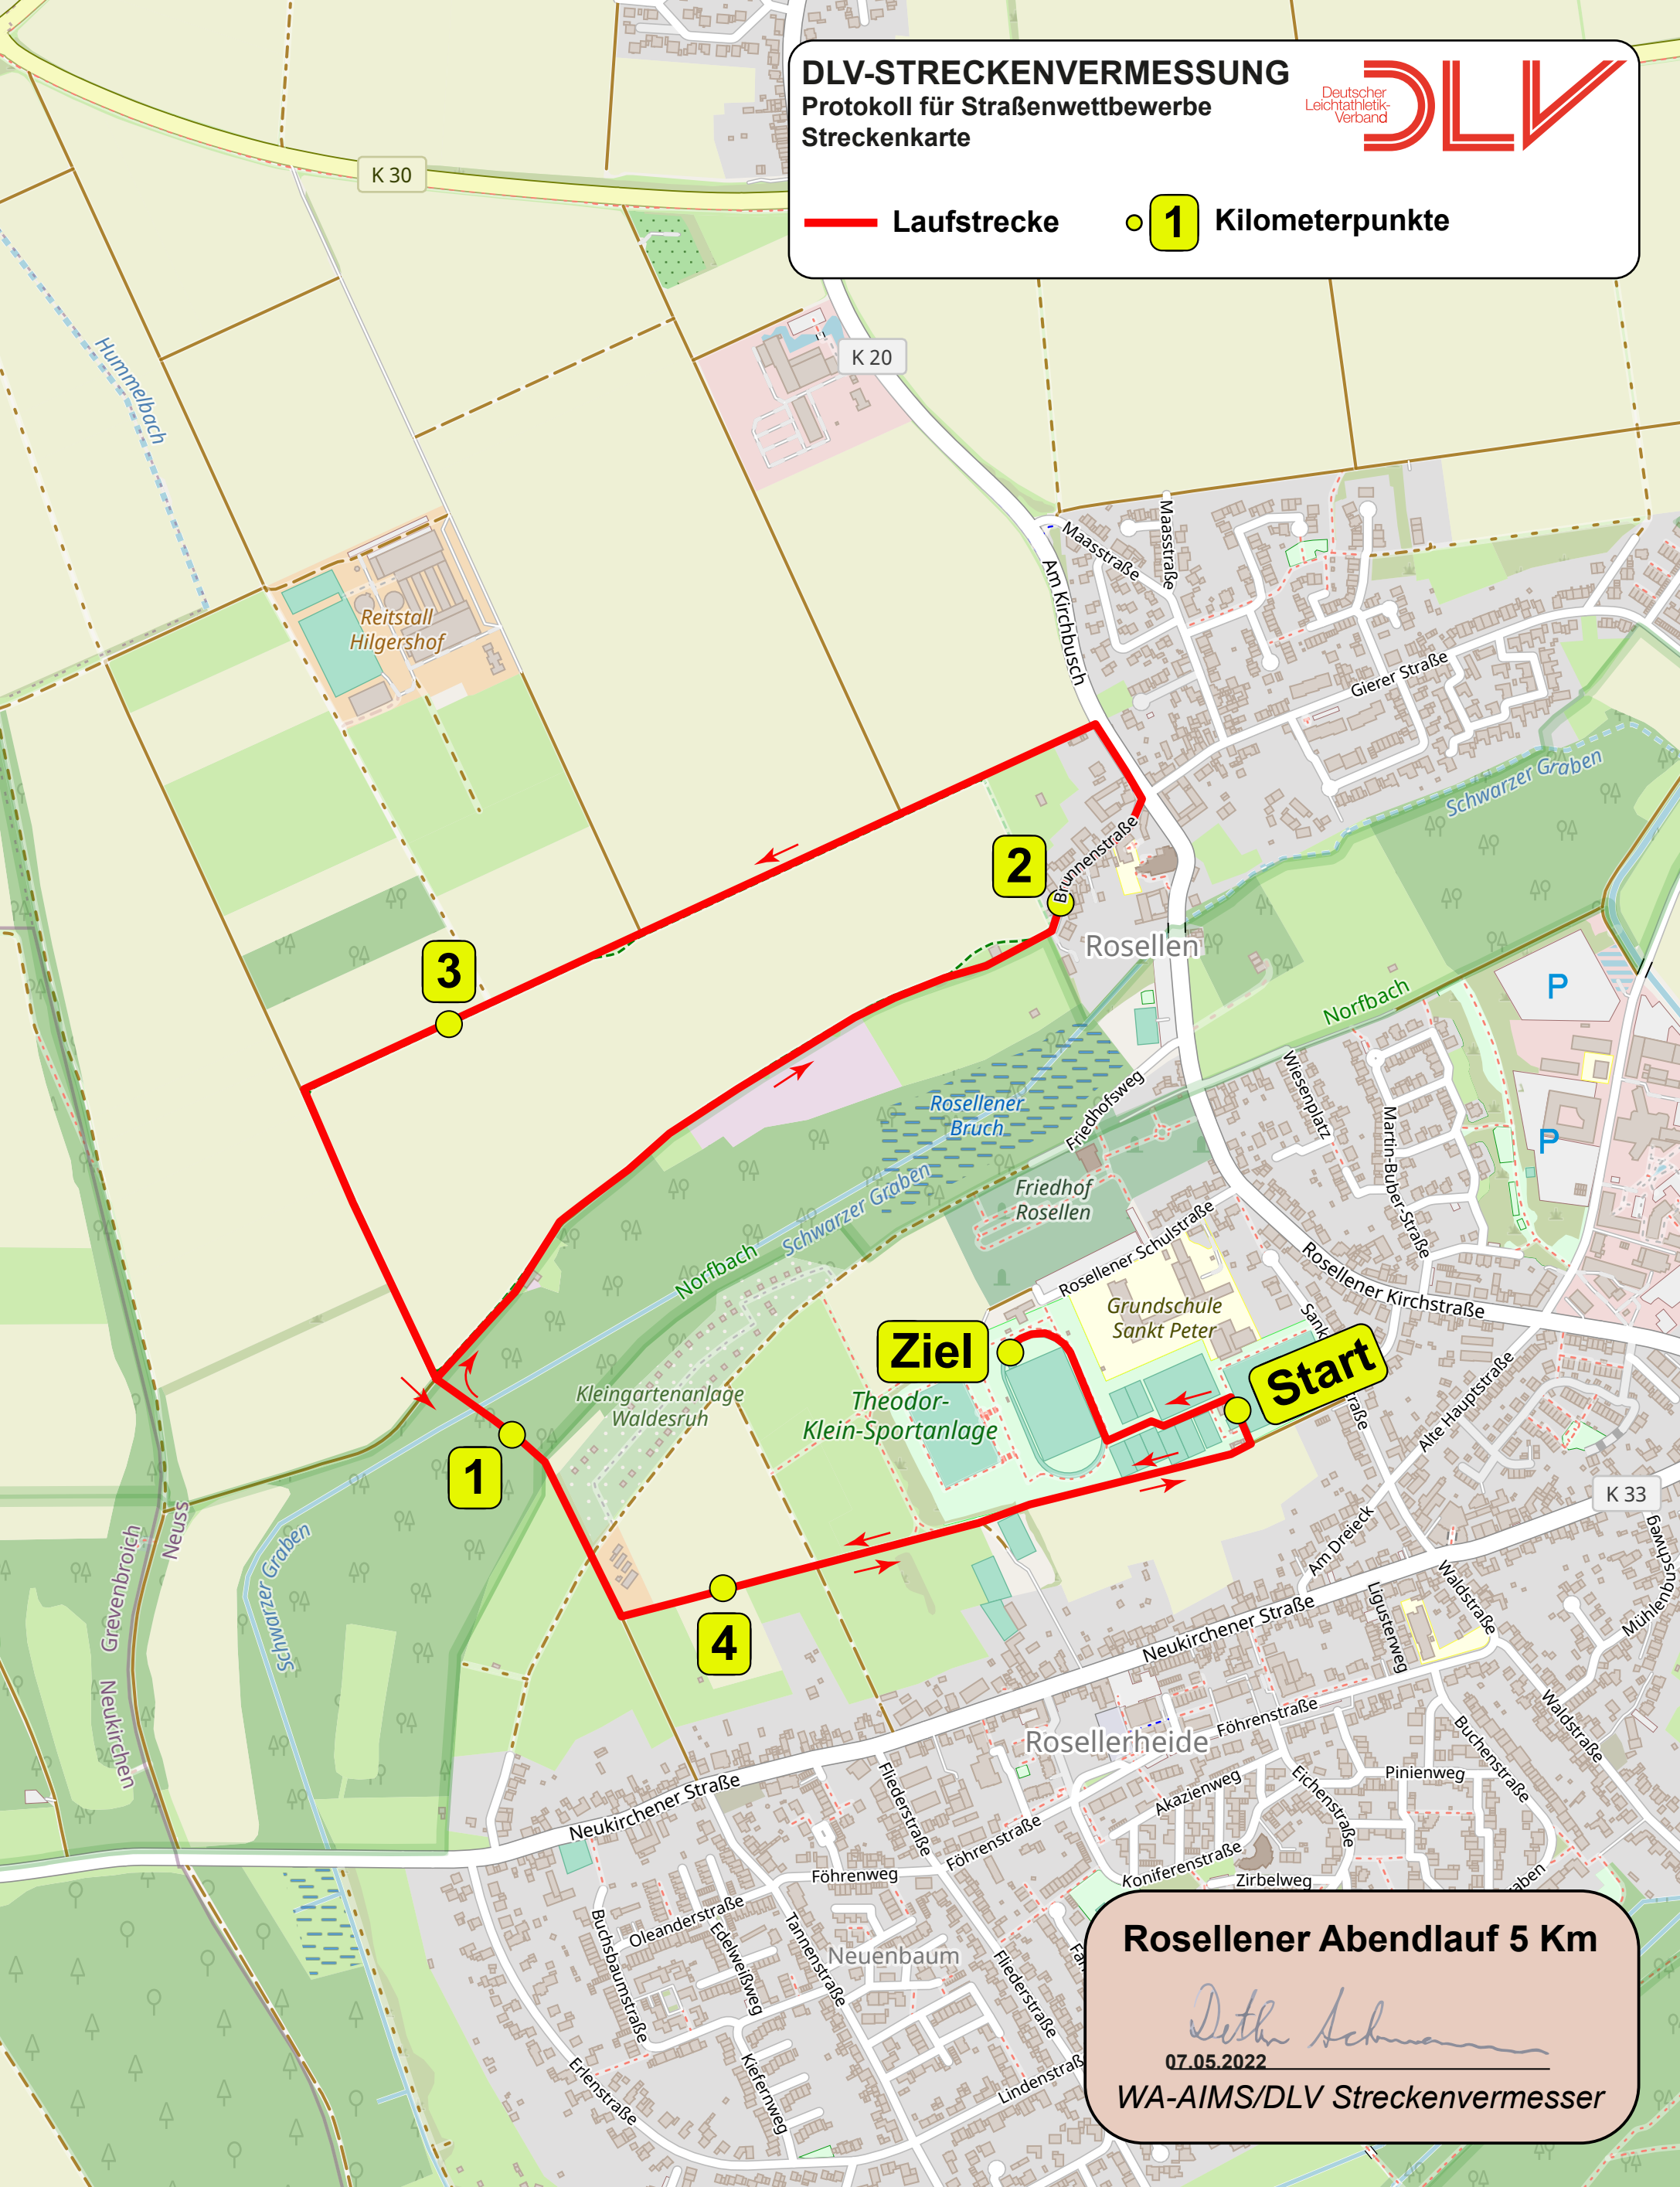 DLV-STRECKENVERMESSUNG
Protokoll für Straßenwettbewerbe
Streckenkarte
Deutscher
Leichtathletik-
Verband
DLV
Laufstrecke
1
Kilometerpunkte
K 30
K 20
Hummelbach
Maasstraße
Maasstraße
Am Kirchbusch
Reitstall
Hilgershof
Gierer Straße
Schwarzer Graben
Brunnenstraße
2
Rosellen
3
P
Norfbach
Wiesenplatz
Rosellener
Bruch
Friedhofsweg
Martin-Buber-Straße
P
Friedhof
Rosellen
Schwarzer Graben
Norfbach
Rosellener Schulstraße
Rosellener Kirchstraße
Grundschule
Sankt Peter
Ziel
Start
Kleingartenanlage
Waldesruh
Theodor-
Klein-Sportanlage
Alte Hauptstraße
1
K 33
Grevenbroich
Neuss
Neukirchen
Schwarzer Graben
Am Dreieck
Waldstraße
Ligusterweg
4
Neukirchener Straße
Rosellerheide
Föhrenstraße
Buchenstraße
Waldstraße
Pinienweg
Akazienweg
Eichenstraße
Neukirchener Straße
Fliederstraße
Föhrenstraße
Föhrenweg
Koniferenstraße
Zirbelweg
Oleanderstraße
Buchsbaumstraße
Edelweißweg
Tannenstraße
Neuenbaum
Fliederstraße
Erlenstraße
Kiefernweg
Rosellener Abendlauf 5 Km
07.05.2022
WA-AIMS/DLV Streckenvermesser